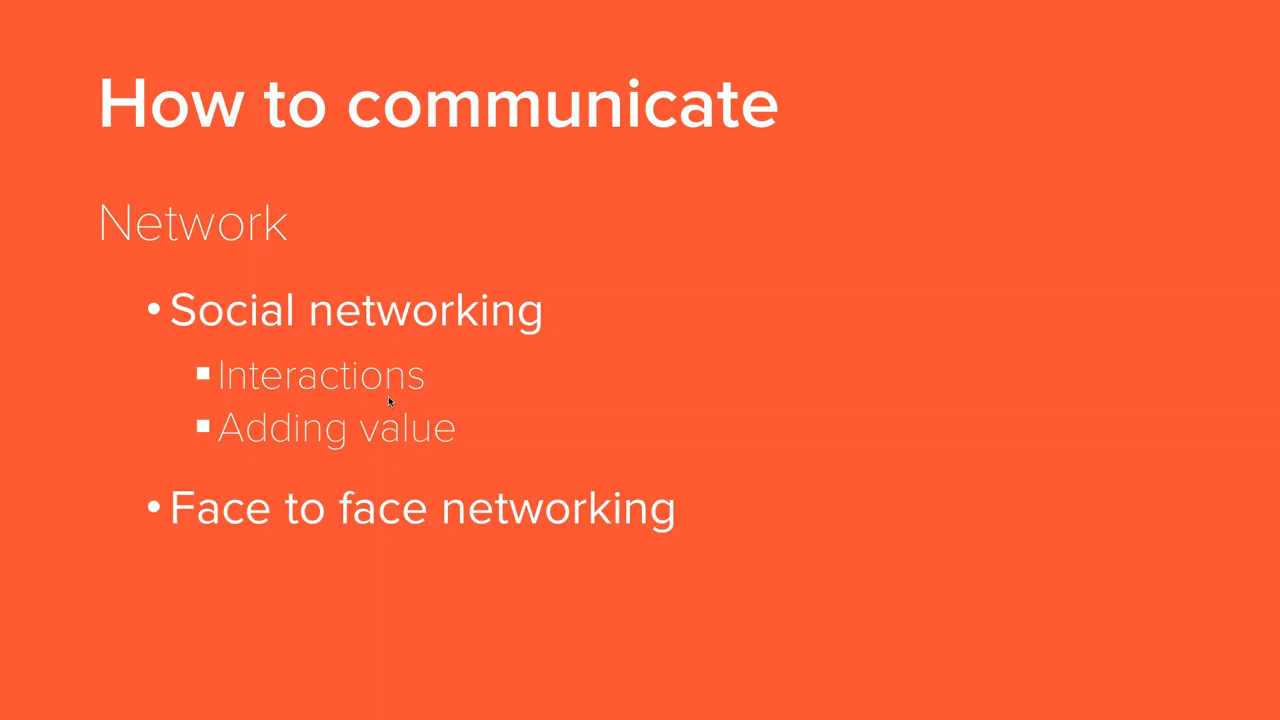 How to communicate
Network
• Social networking
▪ Interactions
▪ Adding value
• Face to face networking